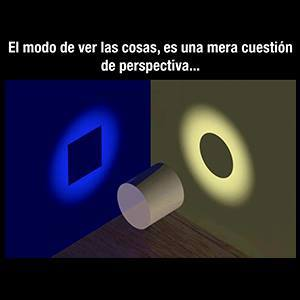 El modo de ver las cosas, es una mera cuestión
de perspectiva...